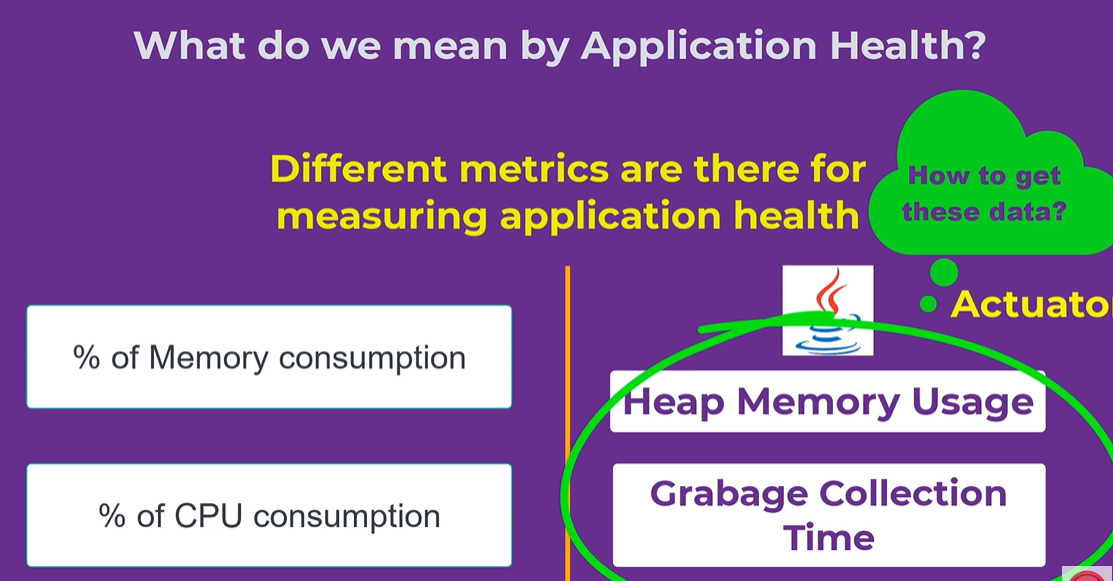 What do we mean by Application Health?
Different metrics are there for
measuring application health
How to get
these data?
Actuato
% of Memory consumption
Heap Memory Usage
% of CPU consumption
Grabage Collection
Time